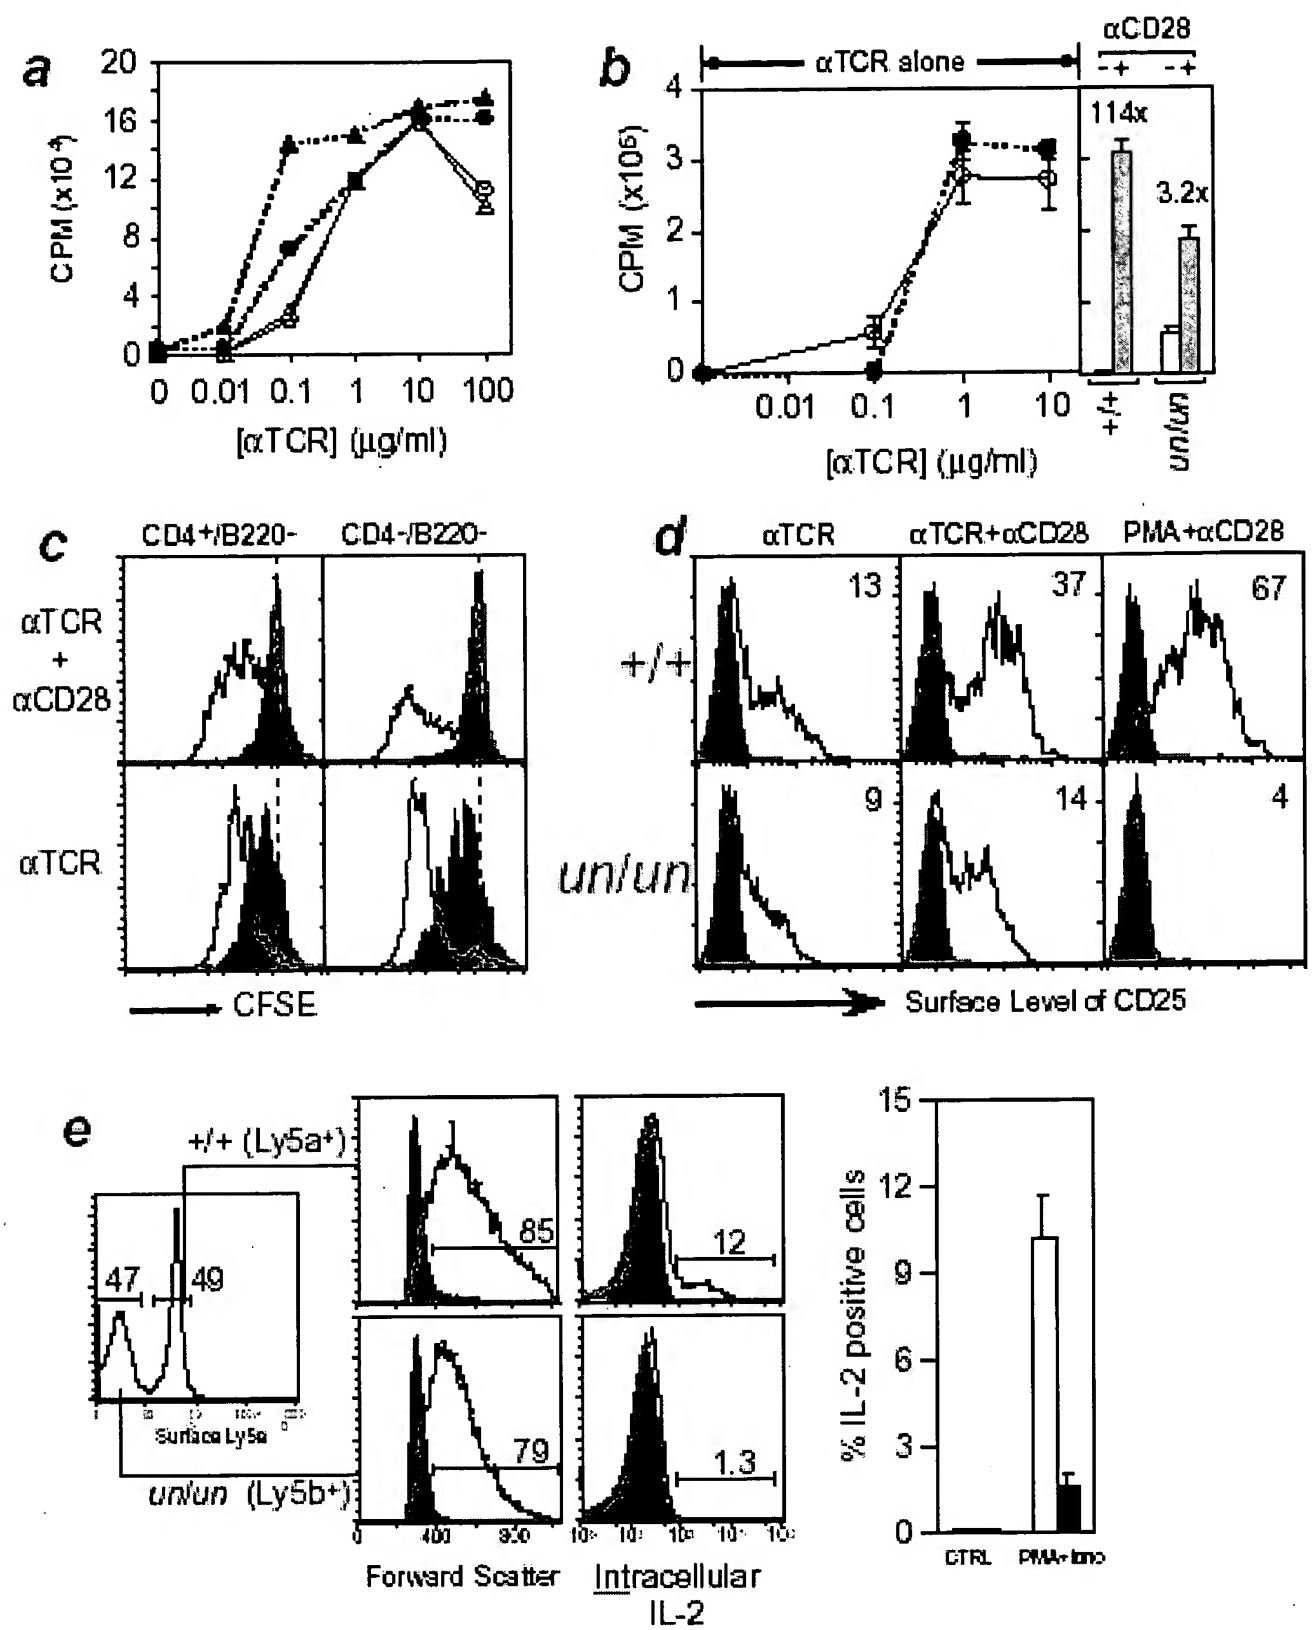 a
20
16
12
8
4
0
CPM (x10⁴)
0 0.01 0.1 1 10 100
[αTCR] (μg/ml)
b
αTCR alone
αCD28
- + - +
4
3
2
1
0
114x
3.2x
0.01 0.1 1 10
+/+
un/un
[αTCR] (μg/ml)
c
CD4+/B220- CD4-/B220-
αTCR
+
αCD28
αTCR
CFSE
d
αTCR αTCR+αCD28 PMA+αCD28
+/+
13 37 67
un/un
9 14 4
Surface Level of CD25
e
+/+ (Ly5a⁺)
47 49
Surface Ly5a
un/un (Ly5b⁺)
85 12
79 1.3
0 400 800
Forward Scatter
Intracellular
IL-2
% IL-2 positive cells
15
12
9
6
3
0
CTRL PMA+Iono